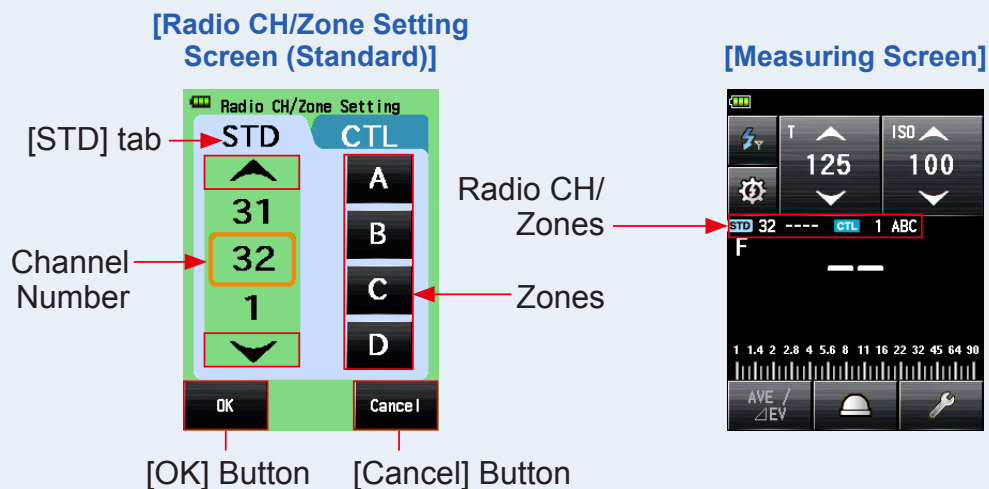 [Radio CH/Zone Setting
Screen (Standard)]
[Measuring Screen]
Radio CH/Zone Setting
[STD] tab
STD
CTL
31
32
1
A
B
C
D
Channel
Number
Zones
OK
Cancel
[OK] Button
[Cancel] Button
Radio CH/
Zones
T
125
ISO
100
STD 32 ---- CTL 1 ABC
F
1 1.4 2 2.8 4 5.6 8 11 16 22 32 45 64 90
AVE /
⊿EV